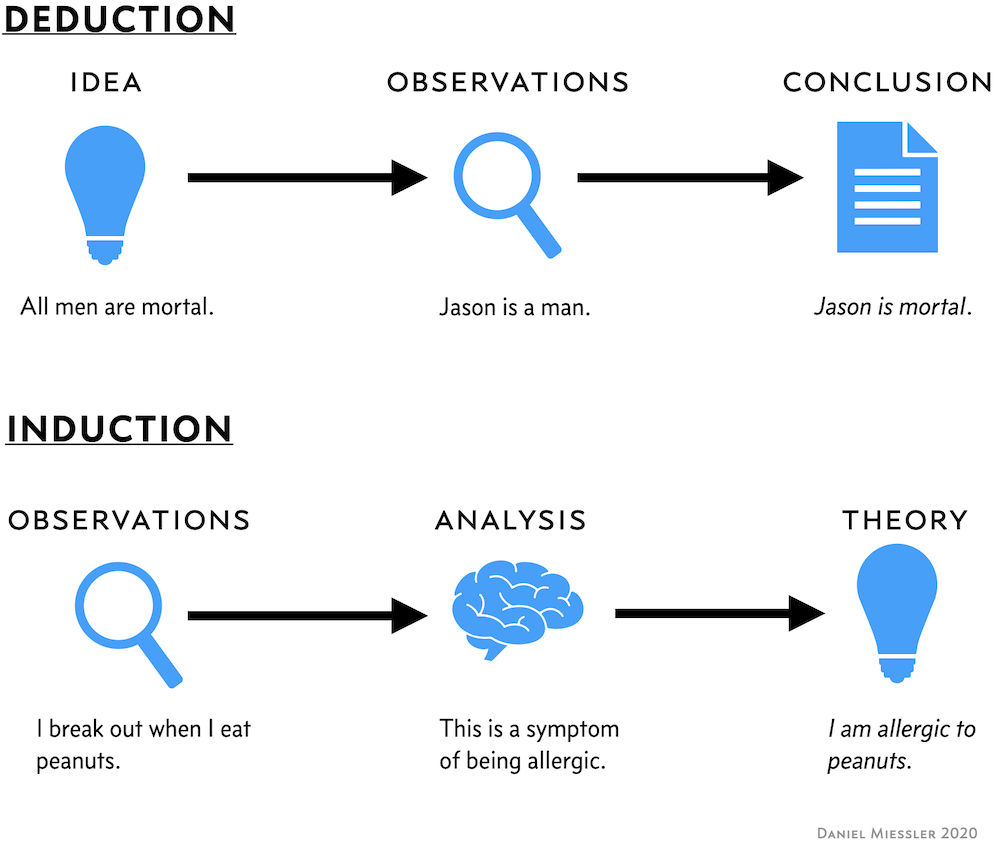 DEDUCTION
IDEA
OBSERVATIONS
CONCLUSION
All men are mortal.
Jason is a man.
Jason is mortal.
INDUCTION
OBSERVATIONS
ANALYSIS
THEORY
I break out when I eat
peanuts.
This is a symptom
of being allergic.
I am allergic to
peanuts.
DANIEL MIESSLER 2020